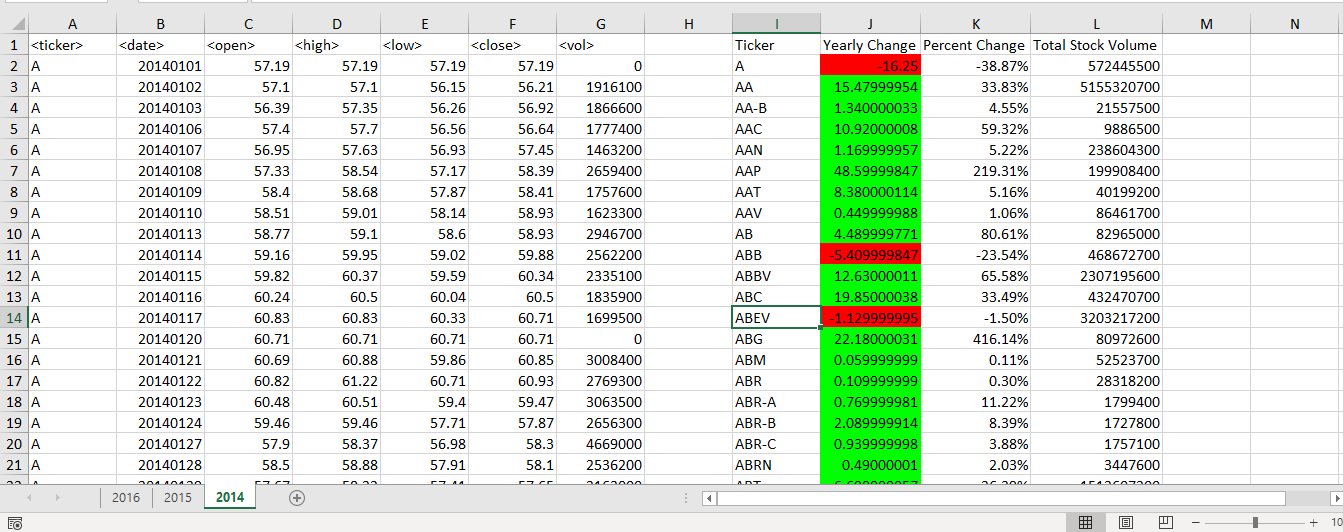 A B C D E F G H I J K L M N
1 <ticker> <date> <open> <high> <low> <close> <vol> Ticker Yearly Change Percent Change Total Stock Volume
2 A 20140101 57.19 57.19 57.19 57.19 0 A -16.25 -38.87% 572445500
3 A 20140102 57.1 57.1 56.15 56.21 1916100 AA 15.47999954 33.83% 5155320700
4 A 20140103 56.39 57.35 56.26 56.92 1866600 AA-B 1.340000033 4.55% 21557500
5 A 20140106 57.4 57.7 56.56 56.64 1777400 AAC 10.92000008 59.32% 9886500
6 A 20140107 56.95 57.63 56.93 57.45 1463200 AAN 1.169999957 5.22% 238604300
7 A 20140108 57.33 58.54 57.17 58.39 2659400 AAP 48.59999847 219.31% 199908400
8 A 20140109 58.4 58.68 57.87 58.41 1757600 AAT 8.380000114 5.16% 40199200
9 A 20140110 58.51 59.01 58.14 58.93 1623300 AAV 0.449999988 1.06% 86461700
10 A 20140113 58.77 59.1 58.6 58.93 2946700 AB 4.489999771 80.61% 82965000
11 A 20140114 59.16 59.95 59.02 59.88 2562200 ABB -5.409999847 -23.54% 468672700
12 A 20140115 59.82 60.37 59.59 60.34 2335100 ABBV 12.63000011 65.58% 2307195600
13 A 20140116 60.24 60.5 60.04 60.5 1835900 ABC 19.85000038 33.49% 432470700
14 A 20140117 60.83 60.83 60.33 60.71 1699500 ABEV -1.129999995 -1.50% 3203217200
15 A 20140120 60.71 60.71 60.71 60.71 0 ABG 22.18000031 416.14% 80972600
16 A 20140121 60.69 60.88 59.86 60.85 3008400 ABM 0.059999999 0.11% 52523700
17 A 20140122 60.82 61.22 60.71 60.93 2769300 ABR 0.109999999 0.30% 28318200
18 A 20140123 60.48 60.51 59.4 59.47 3063500 ABR-A 0.769999981 11.22% 1799400
19 A 20140124 59.46 59.46 57.71 57.87 2656300 ABR-B 2.089999914 8.39% 1727800
20 A 20140127 57.9 58.37 56.98 58.3 4669000 ABR-C 0.939999998 3.88% 1757100
21 A 20140128 58.5 58.88 57.91 58.1 2536200 ABRN 0.49000001 2.03% 3447600
2016 2015 2014